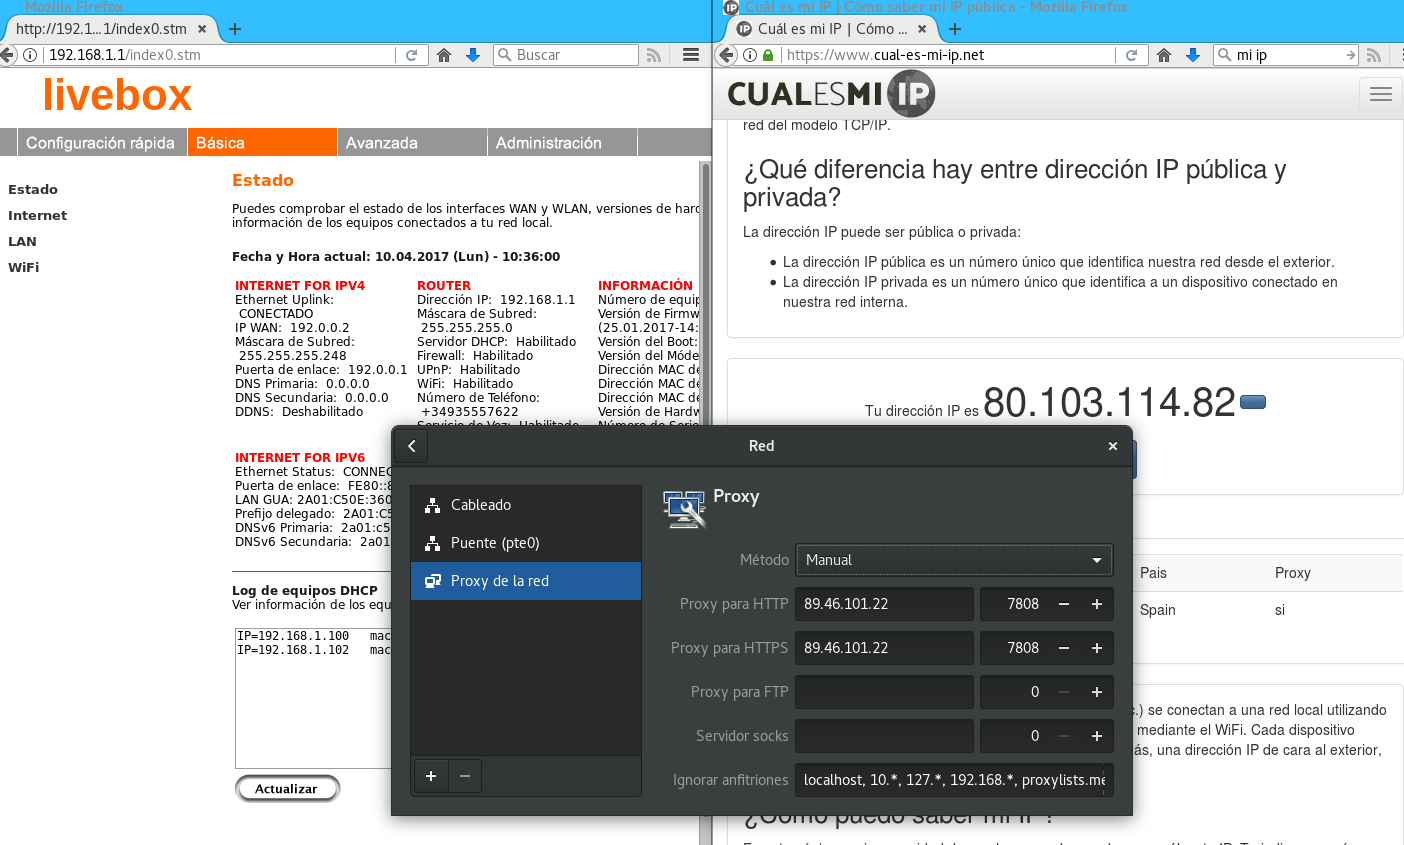 Mozilla Firefox
http://192.1...1/index0.stm
192.168.1.1/index0.stm
Buscar
livebox
Configuración rápida
Básica
Avanzada
Administración
Estado
Internet
LAN
WiFi
Estado
Puedes comprobar el estado de los interfaces WAN y WLAN, versiones de hard
información de los equipos conectados a tu red local.
Fecha y Hora actual: 10.04.2017 (Lun) - 10:36:00
INTERNET FOR IPV4
Ethernet Uplink:
CONECTADO
IP WAN: 192.0.0.2
Máscara de Subred:
255.255.255.248
Puerta de enlace: 192.0.0.1
DNS Primaria: 0.0.0.0
DNS Secundaria: 0.0.0.0
DDNS: Deshabilitado
ROUTER
Dirección IP: 192.168.1.1
Máscara de Subred:
255.255.255.0
Servidor DHCP: Habilitado
Firewall: Habilitado
UPnP: Habilitado
WiFi: Habilitado
Número de Teléfono:
+34935557622
Servicio de Voz: Habilitado
INFORMACIÓN
Número de equip
Versión de Firmw
(25.01.2017-14:
Versión del Boot:
Versión del Móde
Dirección MAC de
Dirección MAC de
Dirección MAC de
Versión de Hardw
Número de Serie
INTERNET FOR IPV6
Ethernet Status: CONNEC
Puerta de enlace: FE80::8
LAN GUA: 2A01:C50E:360
Prefijo delegado: 2A01:C5
DNSv6 Primaria: 2a01:c5
DNSv6 Secundaria: 2a01
Log de equipos DHCP
Ver información de los equ
IP=192.168.1.100 mac
IP=192.168.1.102 mac
Actualizar
Cuál es mi IP | Cómo saber mi IP pública - Mozilla Firefox
Cuál es mi IP | Cómo ...
https://www.cual-es-mi-ip.net
mi ip
CUALESMI IP
red del modelo TCP/IP.
¿Qué diferencia hay entre dirección IP pública y
privada?
La dirección IP puede ser pública o privada:
La dirección IP pública es un número único que identifica nuestra red desde el exterior.
La dirección IP privada es un número único que identifica a un dispositivo conectado en
nuestra red interna.
Tu dirección IP es 80.103.114.82
Pais
Proxy
Spain
si
c.) se conectan a una red local utilizando
mediante el WiFi. Cada dispositivo
ás, una dirección IP de cara al exterior,
¿Cómo puedo saber mi IP?
Red
Cableado
Puente (pte0)
Proxy de la red
Proxy
Método
Manual
Proxy para HTTP
89.46.101.22
7808
Proxy para HTTPS
89.46.101.22
7808
Proxy para FTP
0
Servidor socks
0
Ignorar anfitriones
localhost, 10.*, 127.*, 192.168.*, proxylists.me